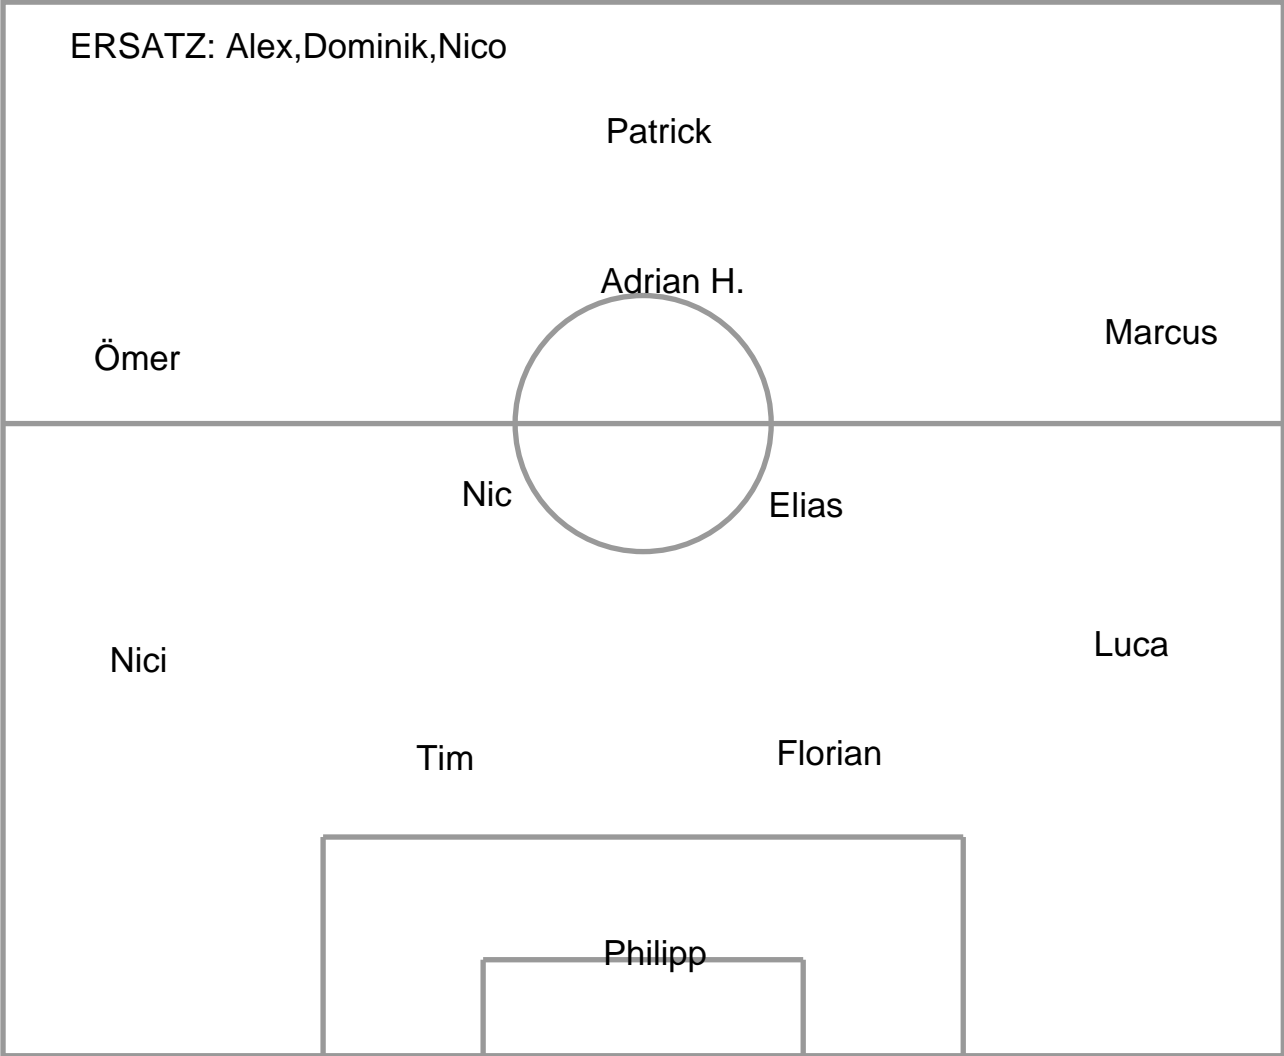 ERSATZ: Alex,Dominik,Nico
Patrick
Adrian H.
Marcus
Ömer
Nic
Elias
Luca
Nici
Florian
Tim
Philipp